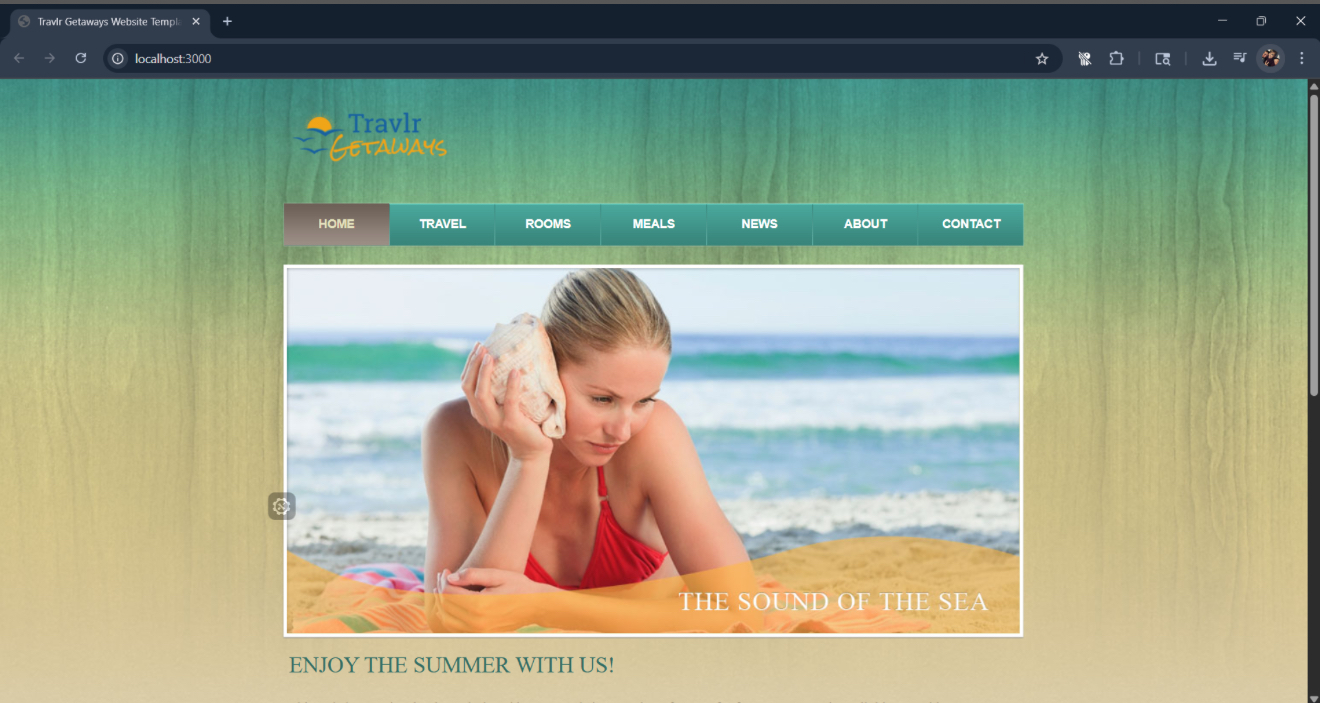 Travlr Getaways Website Templ
localhost:3000
Travlr
GETAWAYS
HOME TRAVEL ROOMS MEALS NEWS ABOUT CONTACT
THE SOUND OF THE SEA
ENJOY THE SUMMER WITH US!